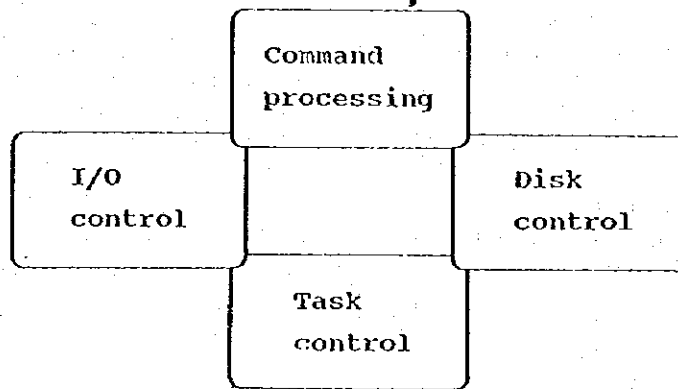 Command
processing
I/O
control
Disk
control
Task
control